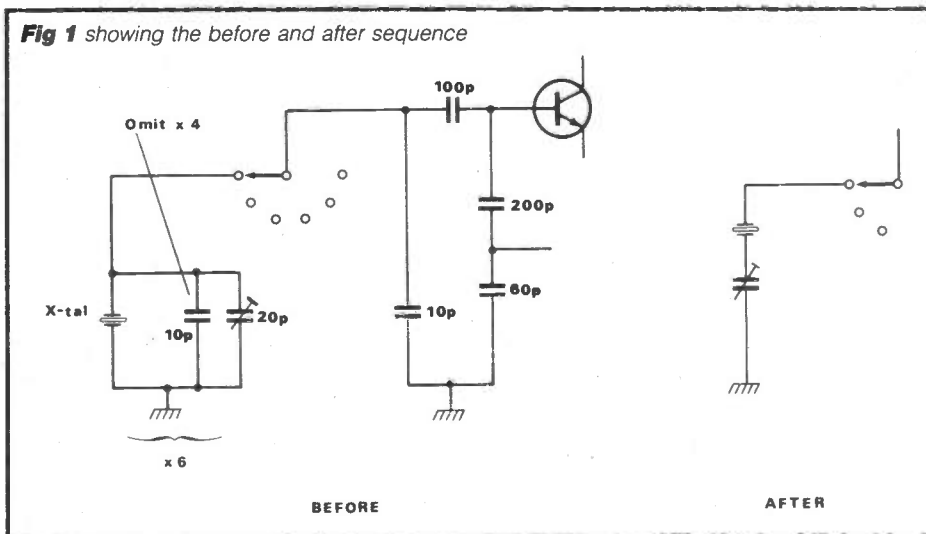 Fig 1 showing the before and after sequence
100p
Omit x 4
200p
X-tal
10p
20p
10p
60p
x 6
BEFORE
AFTER